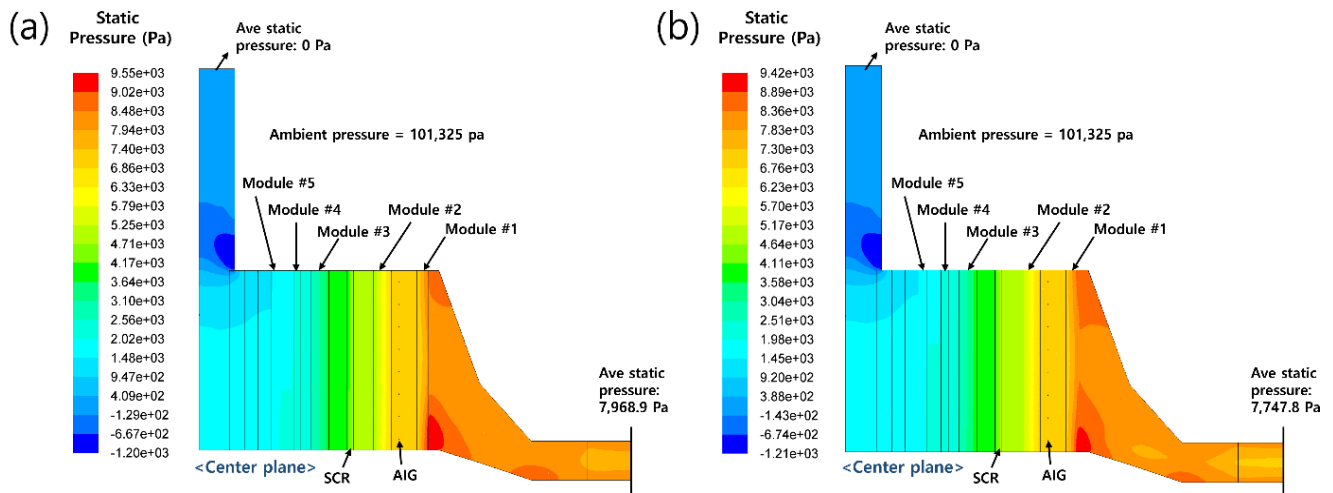 (a)
Static
Pressure (Pa)
9.55e+03
9.02e+03
8.48e+03
7.94e+03
7.40e+03
6.86e+03
6.33e+03
5.79e+03
5.25e+03
4.71e+03
4.17e+03
3.64e+03
3.10e+03
2.56e+03
2.02e+03
1.48e+03
9.47e+02
4.09e+02
-1.29e+02
-6.67e+02
-1.20e+03
Ave static
pressure: 0 Pa
Ambient pressure = 101,325 pa
Module #5
Module #4
Module #3
Module #2
Module #1
Ave static
pressure:
7,968.9 Pa
<Center plane>
SCR
AIG
(b)
Static
Pressure (Pa)
9.42e+03
8.89e+03
8.36e+03
7.83e+03
7.30e+03
6.76e+03
6.23e+03
5.70e+03
5.17e+03
4.64e+03
4.11e+03
3.58e+03
3.04e+03
2.51e+03
1.98e+03
1.45e+03
9.20e+02
3.88e+02
-1.43e+02
-6.74e+02
-1.21e+03
Ave static
pressure: 0 Pa
Ambient pressure = 101,325 pa
Module #5
Module #4
Module #3
Module #2
Module #1
Ave static
pressure:
7,747.8 Pa
<Center plane>
SCR
AIG